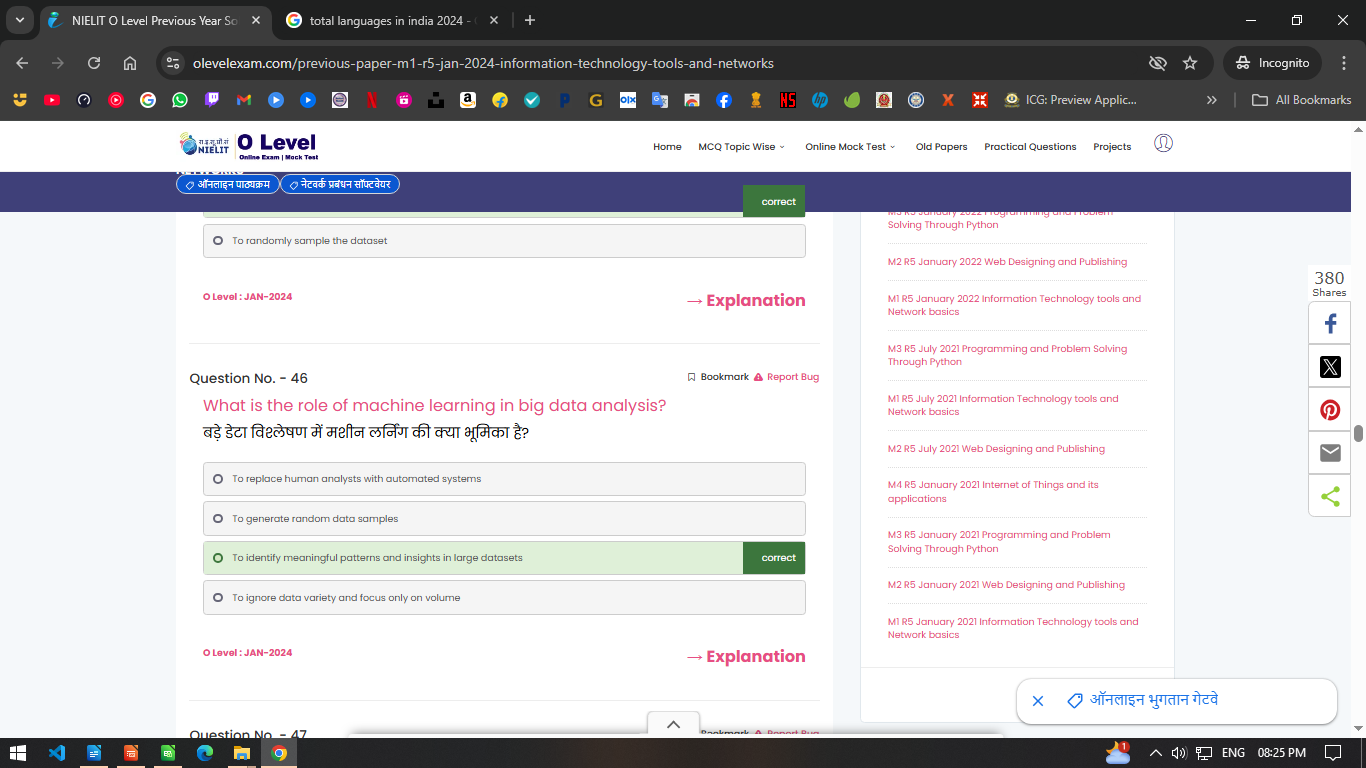 NIELIT O Level Previous Year So
total languages in india 2024 -
olevelexam.com/previous-paper-m1-r5-jan-2024-information-technology-tools-and-networks
Incognito
ICG: Preview Applic...
All Bookmarks
रा.इ.सू.प्रौ.सं
NIELIT
O Level
Online Exam | Mock Test
Home
MCQ Topic Wise
Online Mock Test
Old Papers
Practical Questions
Projects
ऑनलाइन पाठ्यक्रम
नेटवर्क प्रबंधन सॉफ्टवेयर
correct
To randomly sample the dataset
O Level : JAN-2024
→ Explanation
Question No. - 46
Bookmark
Report Bug
What is the role of machine learning in big data analysis?
बड़े डेटा विश्लेषण में मशीन लर्निंग की क्या भूमिका है?
To replace human analysts with automated systems
To generate random data samples
To identify meaningful patterns and insights in large datasets
correct
To ignore data variety and focus only on volume
O Level : JAN-2024
→ Explanation
Question No. - 47
Bookmark
Report Bug
M3 R5 January 2022 Programming and Problem
Solving Through Python
M2 R5 January 2022 Web Designing and Publishing
M1 R5 January 2022 Information Technology tools and
Network basics
M3 R5 July 2021 Programming and Problem Solving
Through Python
M1 R5 July 2021 Information Technology tools and
Network basics
M2 R5 July 2021 Web Designing and Publishing
M4 R5 January 2021 Internet of Things and its
applications
M3 R5 January 2021 Programming and Problem
Solving Through Python
M2 R5 January 2021 Web Designing and Publishing
M1 R5 January 2021 Information Technology tools and
Network basics
380
Shares
ऑनलाइन भुगतान गेटवे
1
ENG
08:25 PM